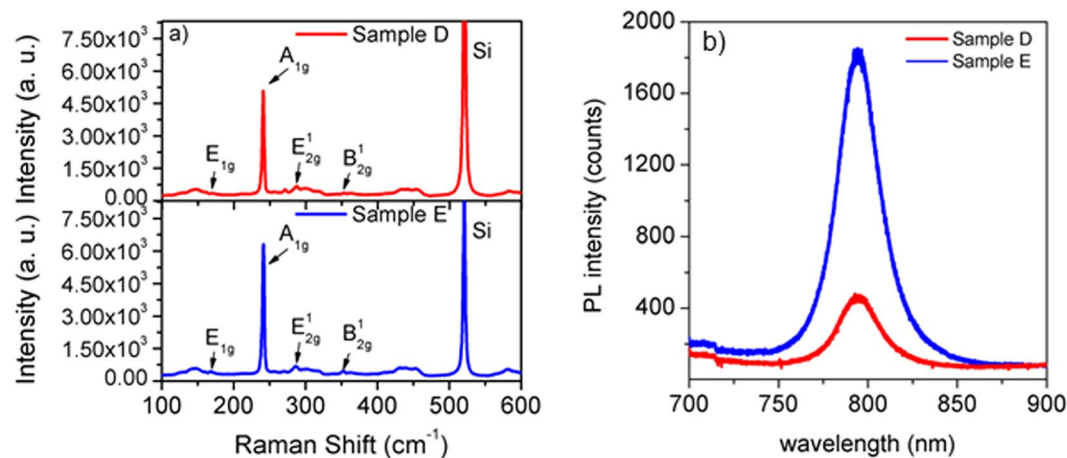 a)
Sample D
7.50x10³
6.00x10³
4.50x10³
3.00x10³
1.50x10³
0.00
Intensity (a. u.)
A1g
Si
E1g
E¹2g
B¹2g
Sample E
7.50x10³
6.00x10³
4.50x10³
3.00x10³
1.50x10³
0.00
Intensity (a. u.)
A1g
Si
E1g
E¹2g
B¹2g
100 200 300 400 500 600
Raman Shift (cm⁻¹)
b)
Sample D
Sample E
2000
1600
1200
800
400
PL intensity (counts)
700 750 800 850 900
wavelength (nm)